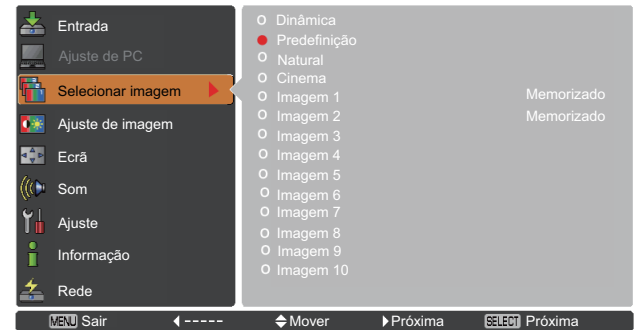 Entrada
Ajuste de PC
Selecionar imagem
Ajuste de imagem
Ecrã
Som
Ajuste
Informação
Rede
Dinâmica
Predefinição
Natural
Cinema
Imagem 1 Memorizado
Imagem 2 Memorizado
Imagem 3
Imagem 4
Imagem 5
Imagem 6
Imagem 7
Imagem 8
Imagem 9
Imagem 10
MENU Sair ----- Mover Próxima SELECT Próxima